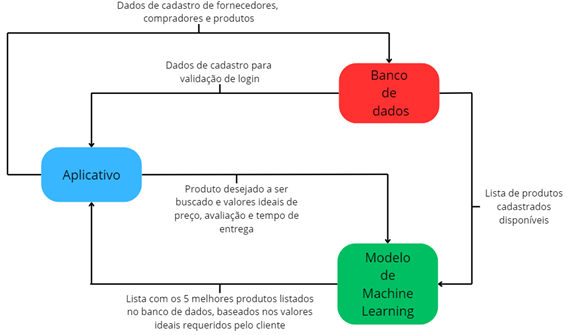 Dados de cadastro de fornecedores,
compradores e produtos
Dados de cadastro para
validação de login
Banco
de
dados
Aplicativo
Produto desejado a ser
buscado e valores ideais de
preço, avaliação e tempo de
entrega
Lista de produtos
cadastrados
disponíveis
Modelo
de
Machine
Learning
Lista com os 5 melhores produtos listados
no banco de dados, baseados nos valores
ideais requeridos pelo cliente